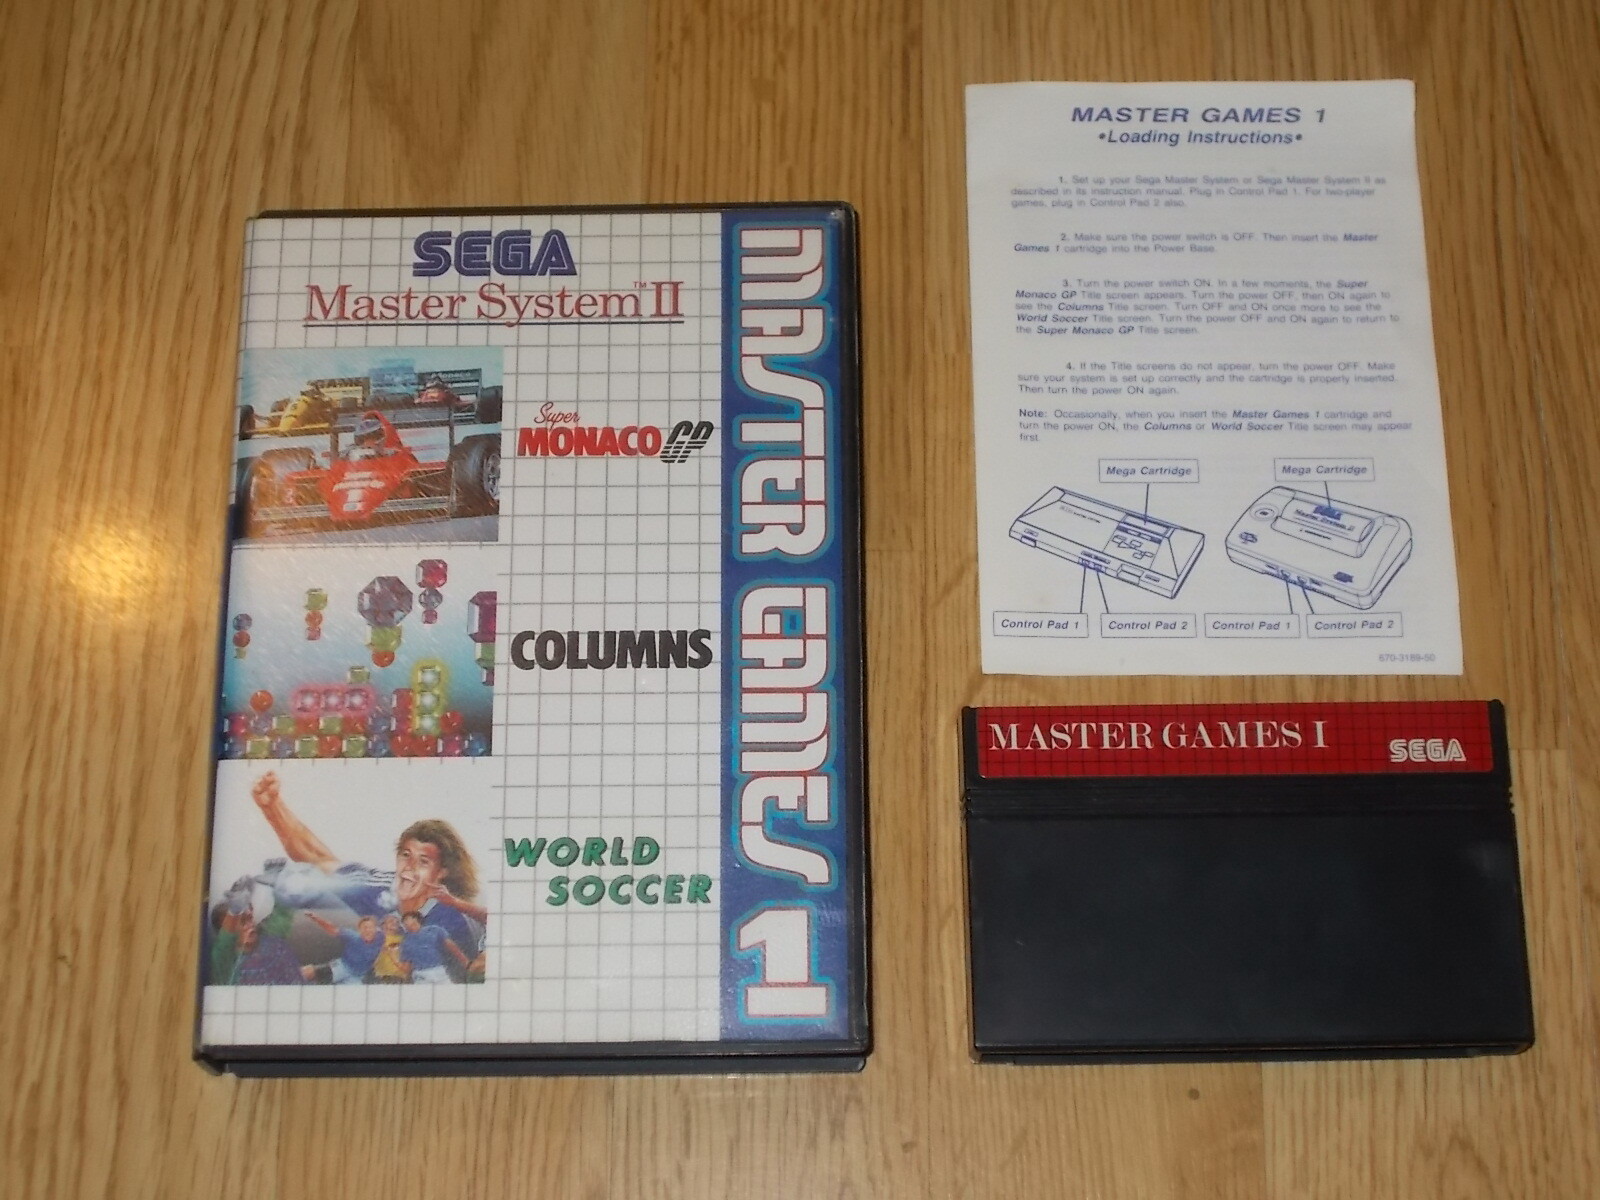 SEGA
Master System™ II
Super
MONACO GP
COLUMNS
WORLD
SOCCER
MASTER GAMES 1
MASTER GAMES 1
•Loading Instructions•
1. Set up your Sega Master System or Sega Master System II as
described in its instruction manual. Plug in Control Pad 1. For two-player
games, plug in Control Pad 2 also.
2. Make sure the power switch is OFF. Then insert the Master
Games 1 cartridge into the Power Base.
3. Turn the power switch ON. In a few moments, the Super
Monaco GP Title screen appears. Turn the power OFF, then ON again to
see the Columns Title screen. Turn OFF and ON once more to see the
World Soccer Title screen. Turn the power OFF and ON again to return to
the Super Monaco GP Title screen.
4. If the Title screens do not appear, turn the power OFF. Make
sure your system is set up correctly and the cartridge is properly inserted.
Then turn the power ON again.
Note: Occasionally, when you insert the Master Games 1 cartridge and
turn the power ON, the Columns or World Soccer Title screen may appear
first.
Mega Cartridge
Mega Cartridge
SEGA
Master System II
Control Pad 1
Control Pad 2
Control Pad 1
Control Pad 2
670-3189-50
MASTER GAMES I
SEGA